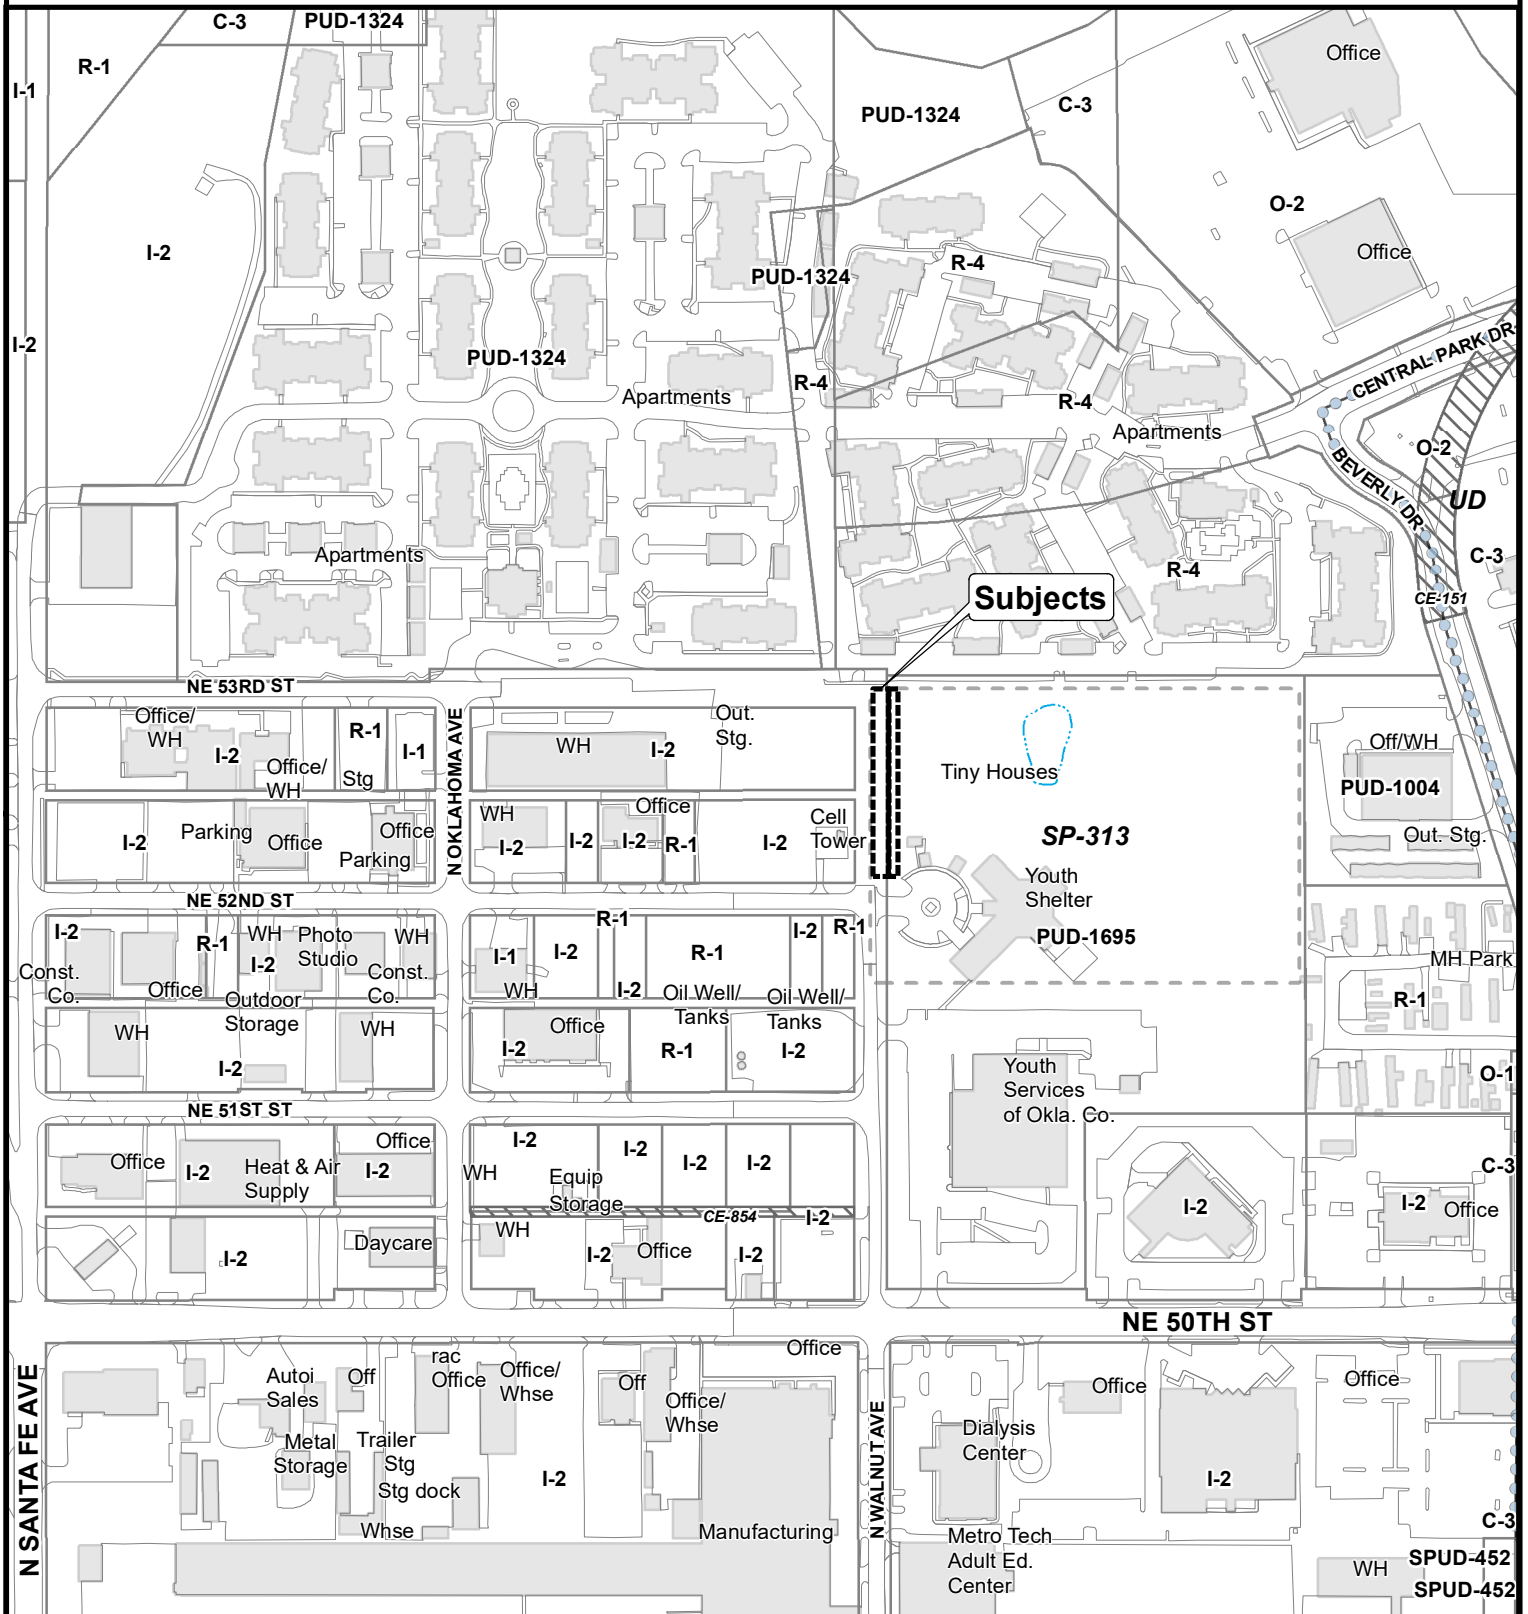 C-3
PUD-1324
R-1
I-1
Office
PUD-1324
C-3
O-2
I-2
Office
PUD-1324
R-4
I-2
PUD-1324
CENTRAL PARK DR
R-4
Apartments
R-4
Apartments
O-2
BEVERLY DR
UD
Apartments
C-3
R-4
CE-151
Subjects
NE 53RD ST
Office/
WH
I-2
Office/
WH
R-1
Stg
I-1
N OKLAHOMA AVE
WH
I-2
Out.
Stg.
Tiny Houses
Off/WH
PUD-1004
Out. Stg.
I-2
Parking
Office
Office
Parking
WH
I-2
I-2
Office
I-2
R-1
I-2
Cell
Tower
SP-313
Youth
Shelter
PUD-1695
NE 52ND ST
I-2
Const.
Co.
Office
R-1
WH
I-2
Photo
Studio
WH
Const.
Co.
I-1
WH
I-2
R-1
I-2
R-1
I-2
R-1
MH Park
R-1
Outdoor
Storage
WH
WH
I-2
Office
I-2
Oil Well/
Tanks
R-1
Oil Well/
Tanks
I-2
Youth
Services
of Okla. Co.
O-1
NE 51ST ST
Office
I-2
Heat & Air
Supply
Office
I-2
WH
I-2
Equip
Storage
I-2
I-2
I-2
C-3
I-2
I-2
Office
CE-854
I-2
I-2
Daycare
WH
I-2
Office
I-2
NE 50TH ST
N SANTA FE AVE
Autoi
Sales
Off
rac
Office
Office/
Whse
Off
Office/
Whse
Office
N WALNUT AVE
Office
Office
Dialysis
Center
Metal
Storage
Trailer
Stg
Stg dock
Whse
I-2
Manufacturing
I-2
C-3
Metro Tech
Adult Ed.
Center
WH
SPUD-452
SPUD-452